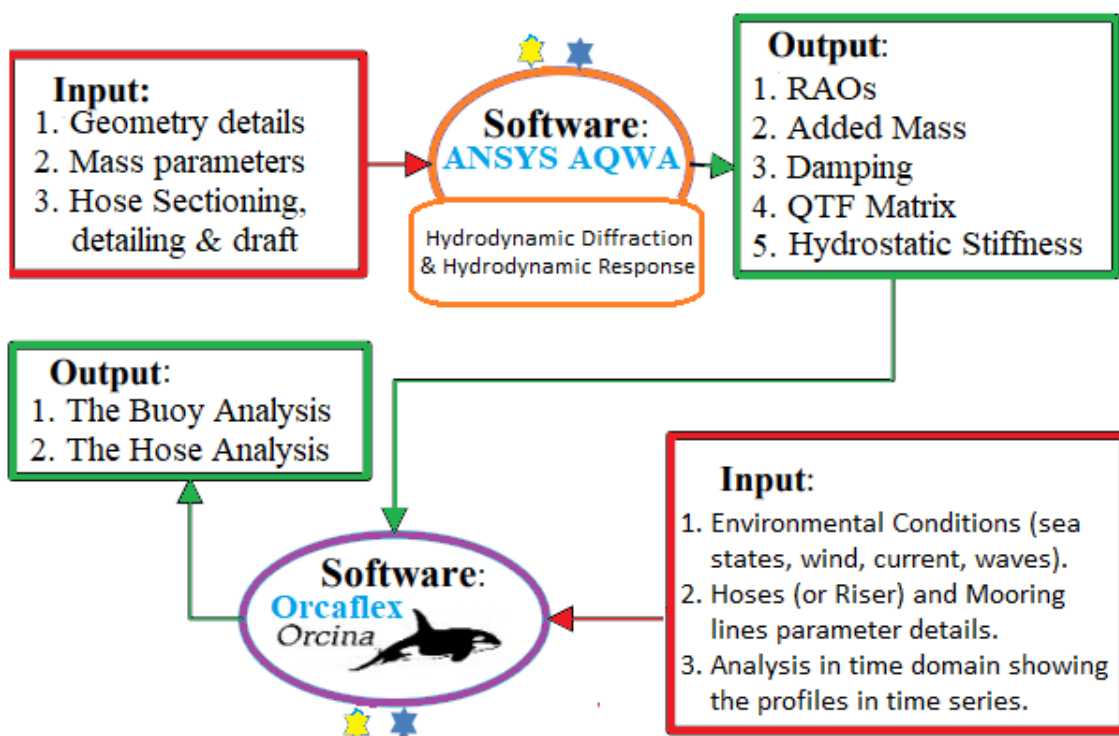 Input:
1. Geometry details
2. Mass parameters
3. Hose Sectioning,
detailing & draft
Software:
ANSYS AQWA
Hydrodynamic Diffraction
& Hydrodynamic Response
Output:
1. RAOs
2. Added Mass
3. Damping
4. QTF Matrix
5. Hydrostatic Stiffness
Output:
1. The Buoy Analysis
2. The Hose Analysis
Software:
Orcaflex
Orcina
Input:
1. Environmental Conditions (sea
states, wind, current, waves).
2. Hoses (or Riser) and Mooring
lines parameter details.
3. Analysis in time domain showing
the profiles in time series.